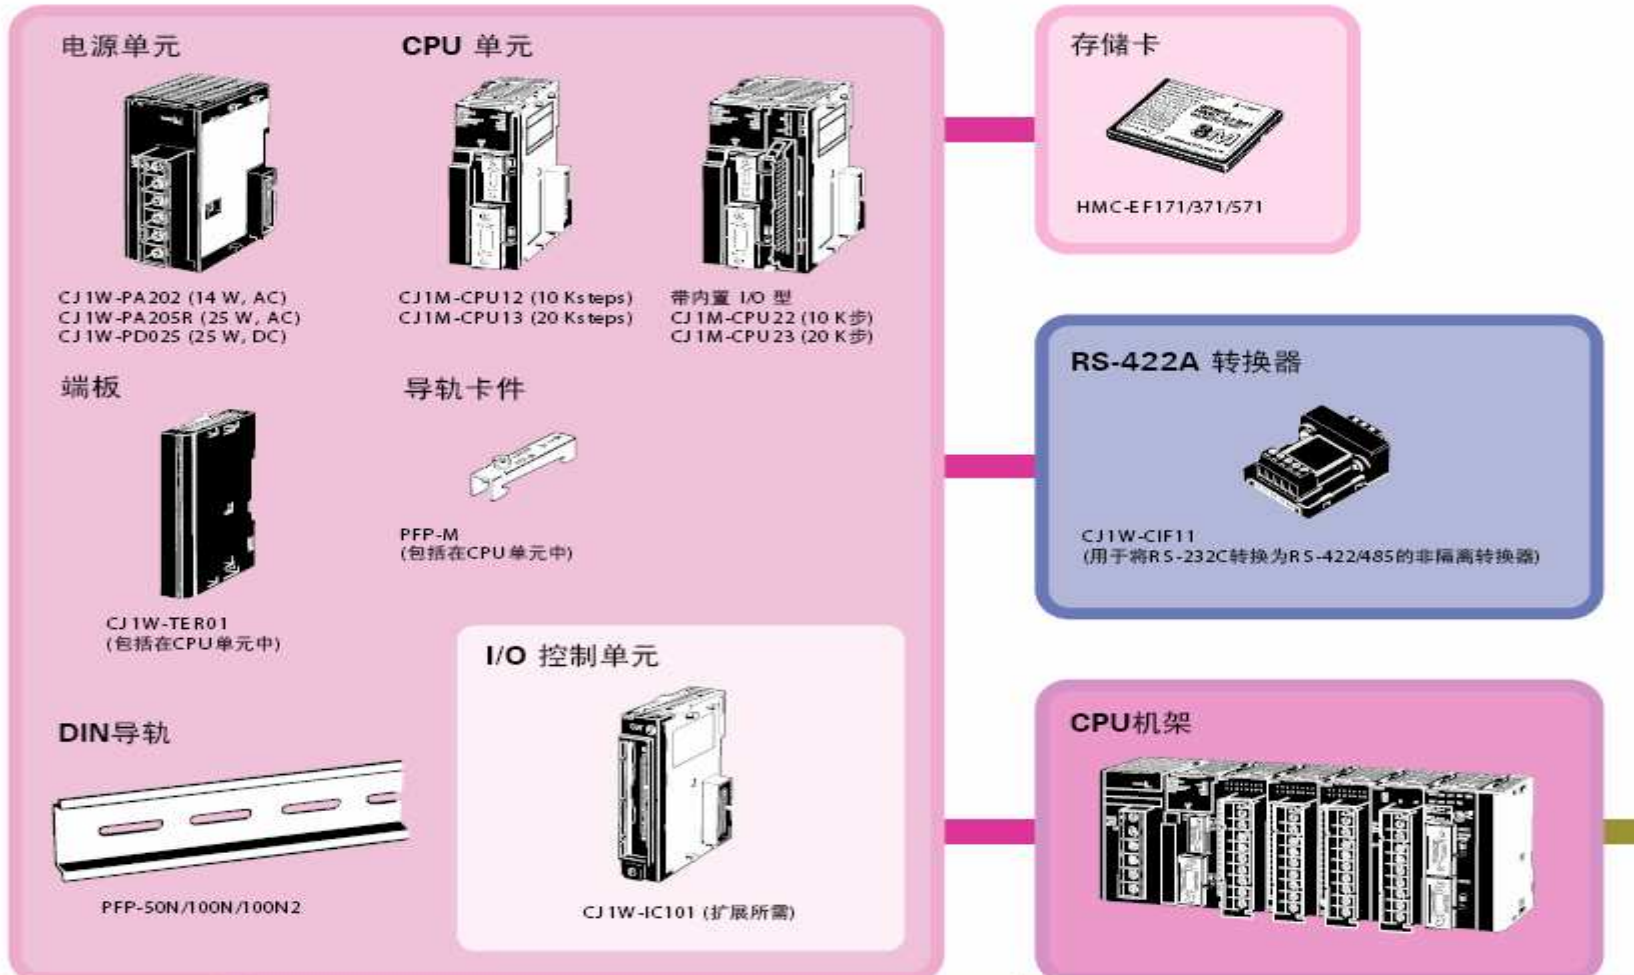 电源单元
CPU 单元
CJ1W-PA202 (14 W, AC)
CJ1W-PA205R (25 W, AC)
CJ1W-PD025 (25 W, DC)
CJ1M-CPU12 (10 Ksteps)
CJ1M-CPU13 (20 Ksteps)
带内置 I/O 型
CJ1M-CPU22 (10 K步)
CJ1M-CPU23 (20 K步)
端板
CJ1W-TER01
(包括在CPU单元中)
导轨卡件
PFP-M
(包括在CPU单元中)
DIN导轨
PFP-50N/100N/100N2
I/O 控制单元
CJ1W-IC101 (扩展所需)
存储卡
HMC-EF171/371/571
RS-422A 转换器
CJ1W-CIF11
(用于将RS-232C转换为RS-422/485的非隔离转换器)
CPU机架